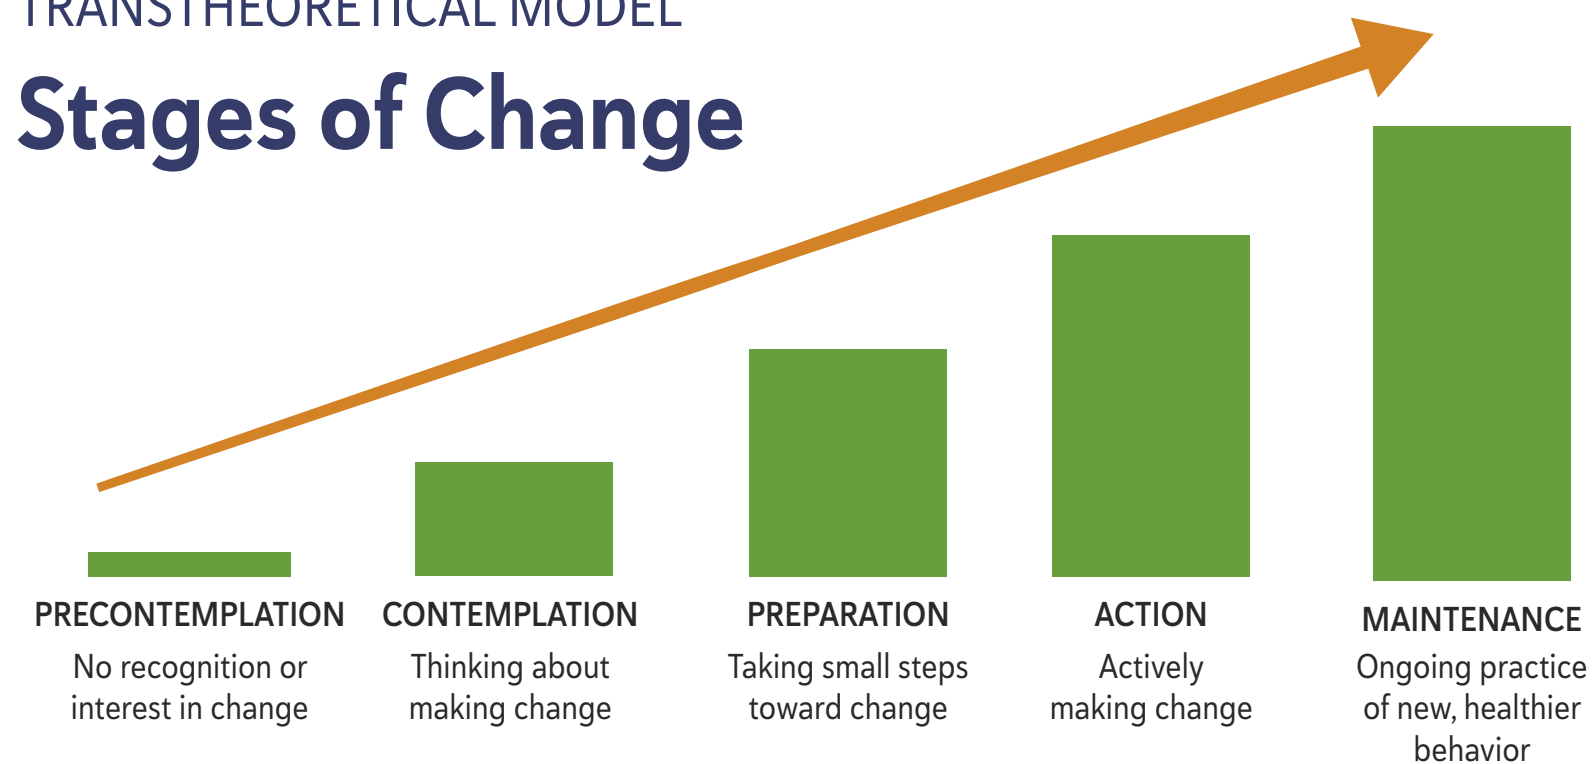 TRANSTHEORETICAL MODEL
Stages of Change
PRECONTEMPLATION
No recognition or
interest in change
CONTEMPLATION
Thinking about
making change
PREPARATION
Taking small steps
toward change
ACTION
Actively
making change
MAINTENANCE
Ongoing practice
of new, healthier
behavior